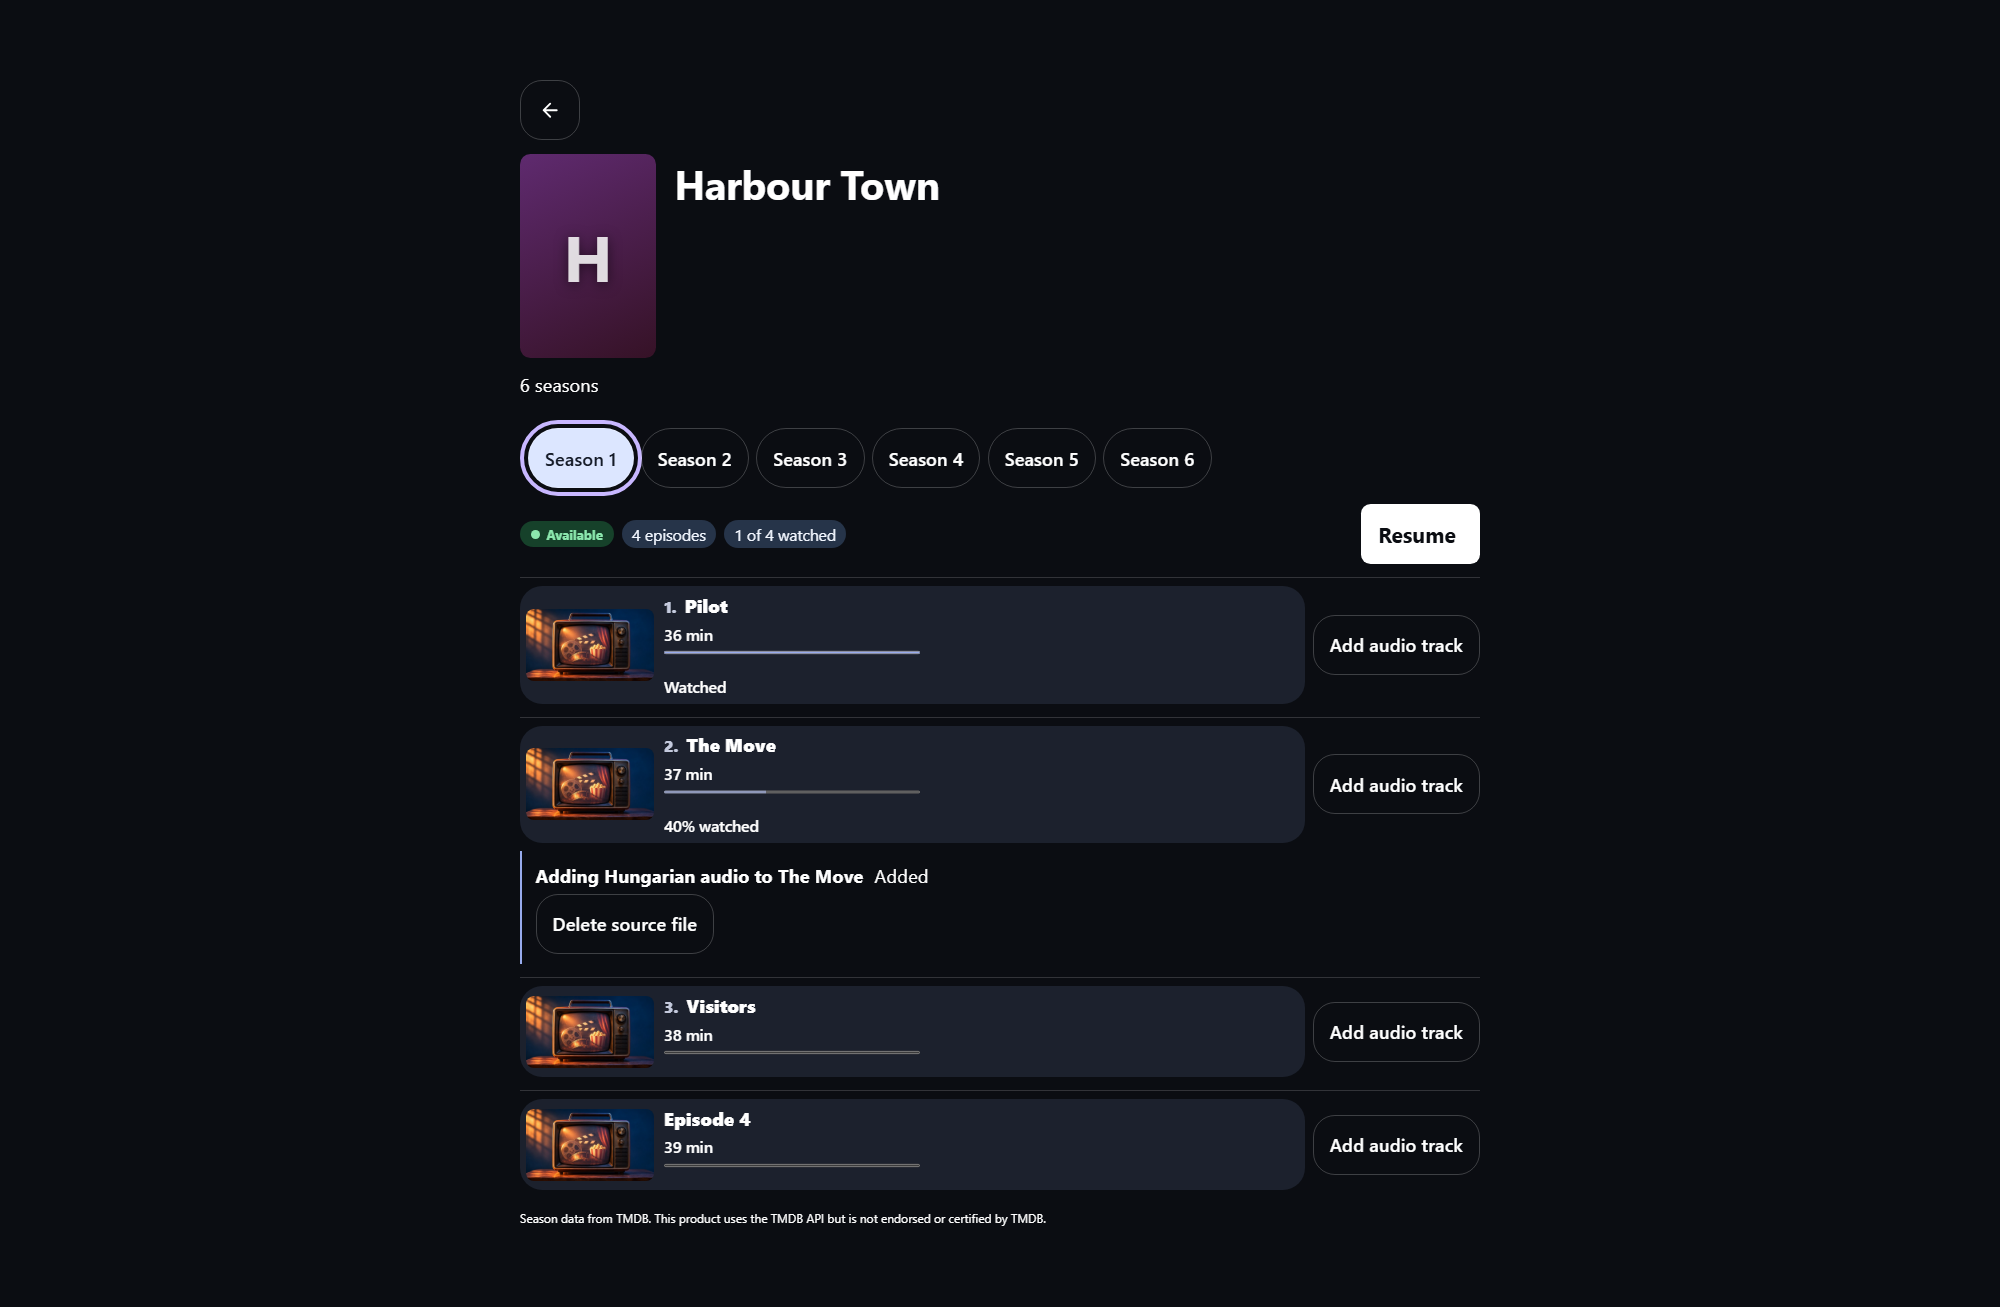 Harbour Town
H
6 seasons
Season 1 Season 2 Season 3 Season 4 Season 5 Season 6
Available 4 episodes 1 of 4 watched Resume
1. Pilot
36 min
Watched
Add audio track
2. The Move
37 min
40% watched
Add audio track
Adding Hungarian audio to The Move Added
Delete source file
3. Visitors
38 min
Add audio track
Episode 4
39 min
Add audio track
Season data from TMDB. This product uses the TMDB API but is not endorsed or certified by TMDB.